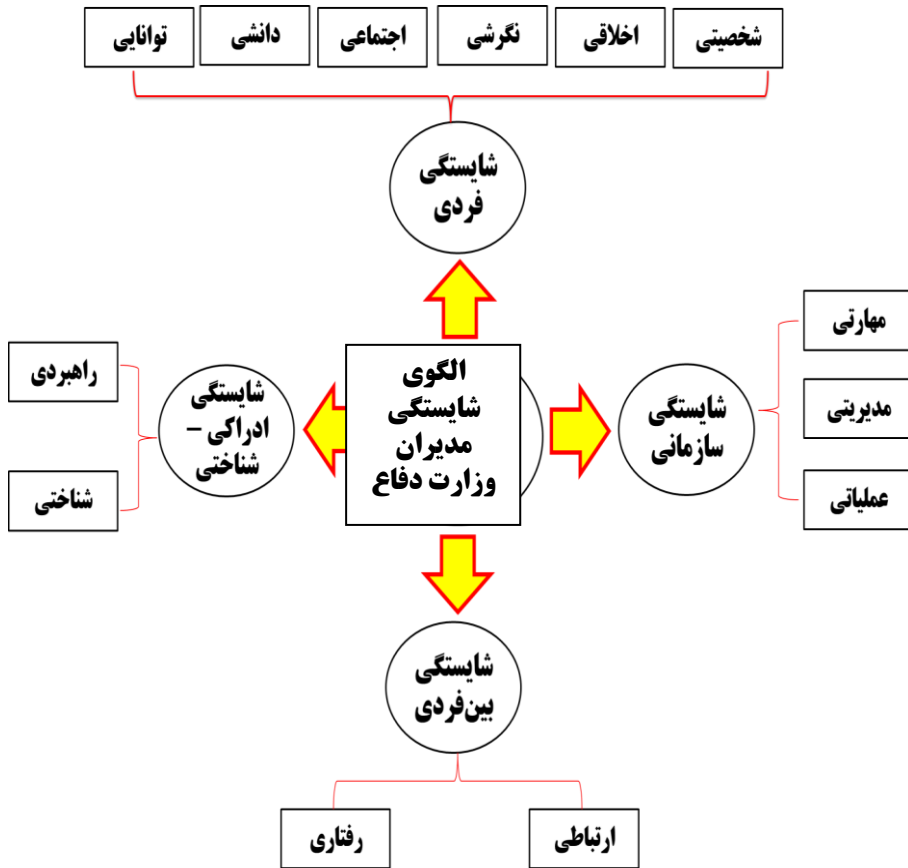 شخصیتی
اخلاقی
نگرشی
اجتماعی
دانشی
توانایی
شایستگی
فردی
الگوی
شایستگی
مدیران
وزارت دفاع
شایستگی
سازمانی
مهارتی
مدیریتی
عملیاتی
شایستگی
ادراکی –
شناختی
راهبردی
شناختی
شایستگی
بین‌فردی
ارتباطی
رفتاری